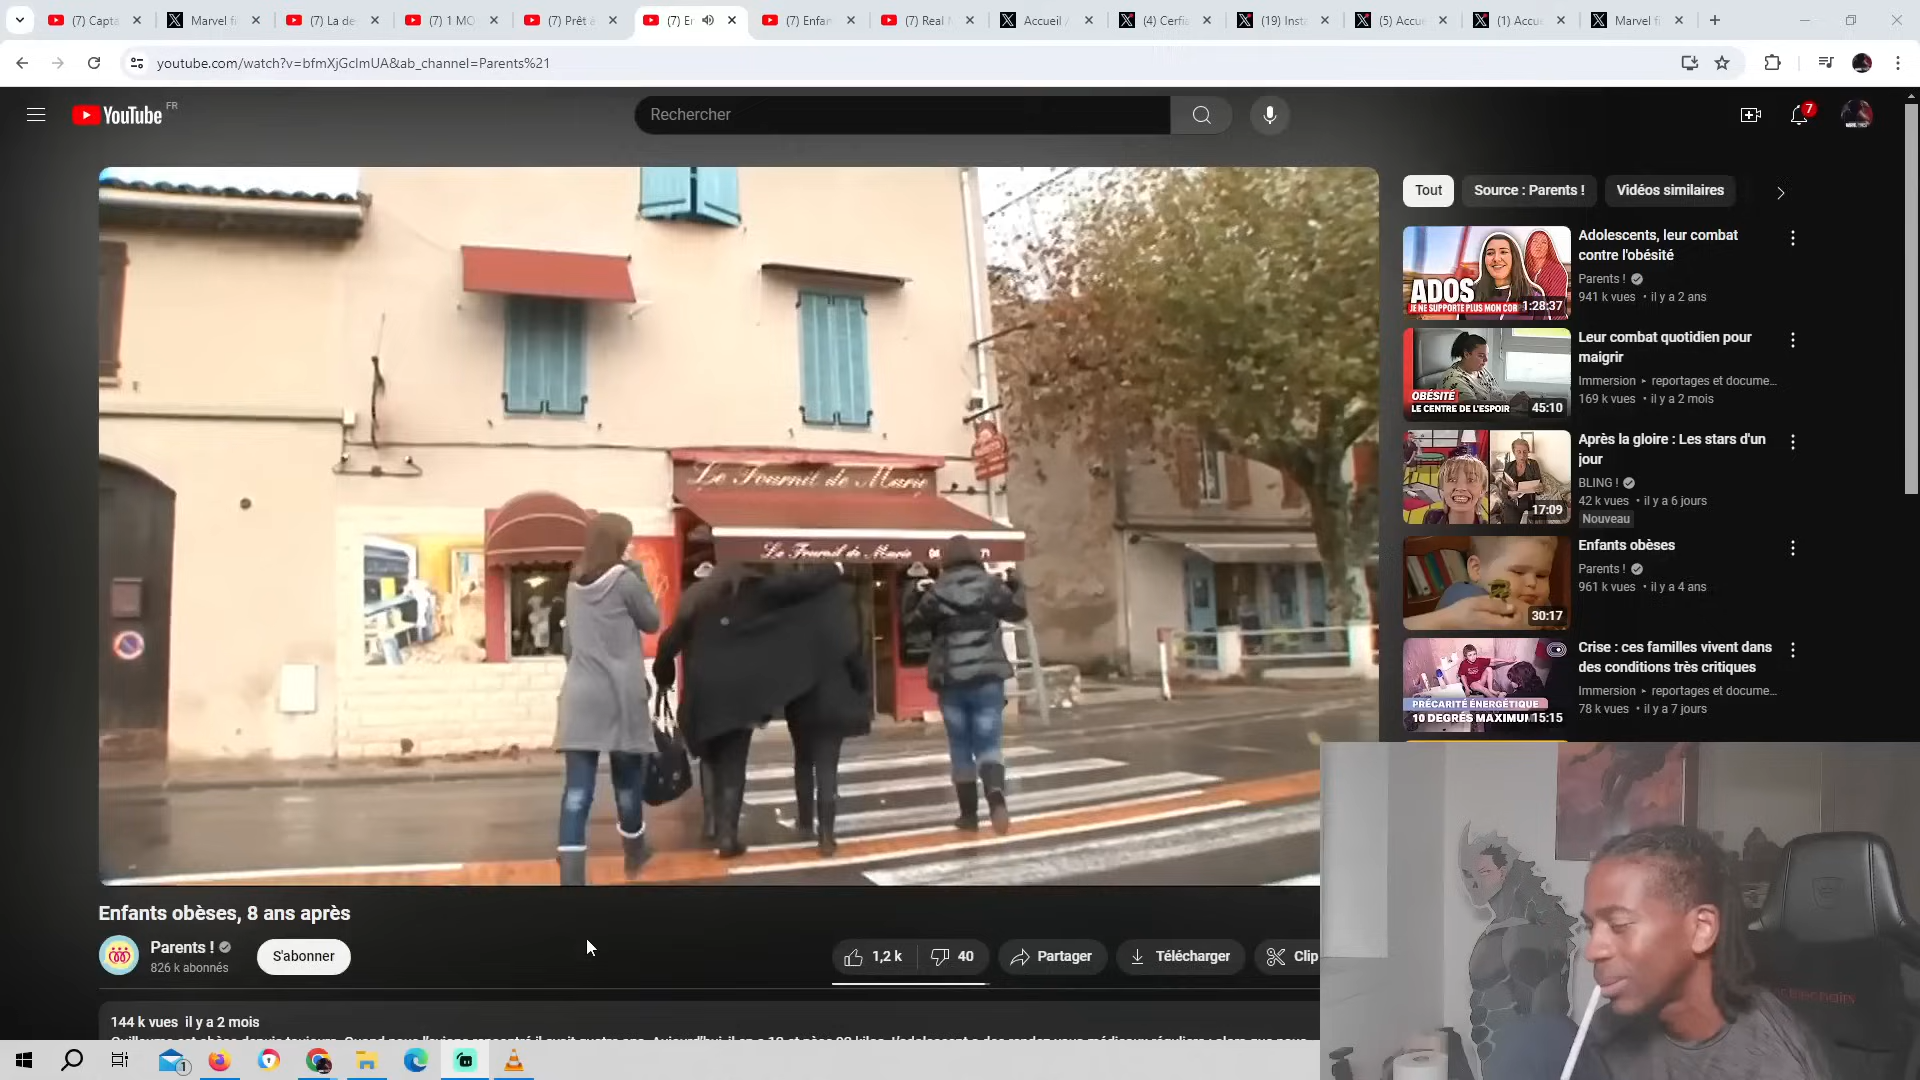 (7) Capta
Marvel fi
(7) La de
(7) 1 MO
(7) Prêt à
(7) En
(7) Enfan
(7) Real M
Accueil /
(4) Cerfia
(19) Insta
(5) Accue
(1) Accue
Marvel fi
youtube.com/watch?v=bfmXjGclmUA&ab_channel=Parents%21
YouTube FR
Rechercher
7
Le Fournil de Marie
Le Fournil de Marie
Tout
Source : Parents !
Vidéos similaires
ADOS
JE NE SUPPORTE PLUS MON COR
1:28:37
Adolescents, leur combat
contre l'obésité
Parents !
941 k vues • il y a 2 ans
OBÉSITÉ
LE CENTRE DE L'ESPOIR
45:10
Leur combat quotidien pour
maigrir
Immersion ▸ reportages et docume...
169 k vues • il y a 2 mois
17:09
Après la gloire : Les stars d'un
jour
BLING !
42 k vues • il y a 6 jours
Nouveau
30:17
Enfants obèses
Parents !
961 k vues • il y a 4 ans
PRÉCARITÉ ÉNERGÉTIQUE
10 DEGRÉS MAXIMUM
15:15
Crise : ces familles vivent dans
des conditions très critiques
Immersion ▸ reportages et docume...
78 k vues • il y a 7 jours
Enfants obèses, 8 ans après
Parents !
826 k abonnés
S'abonner
1,2 k
40
Partager
Télécharger
Clip
144 k vues il y a 2 mois
1